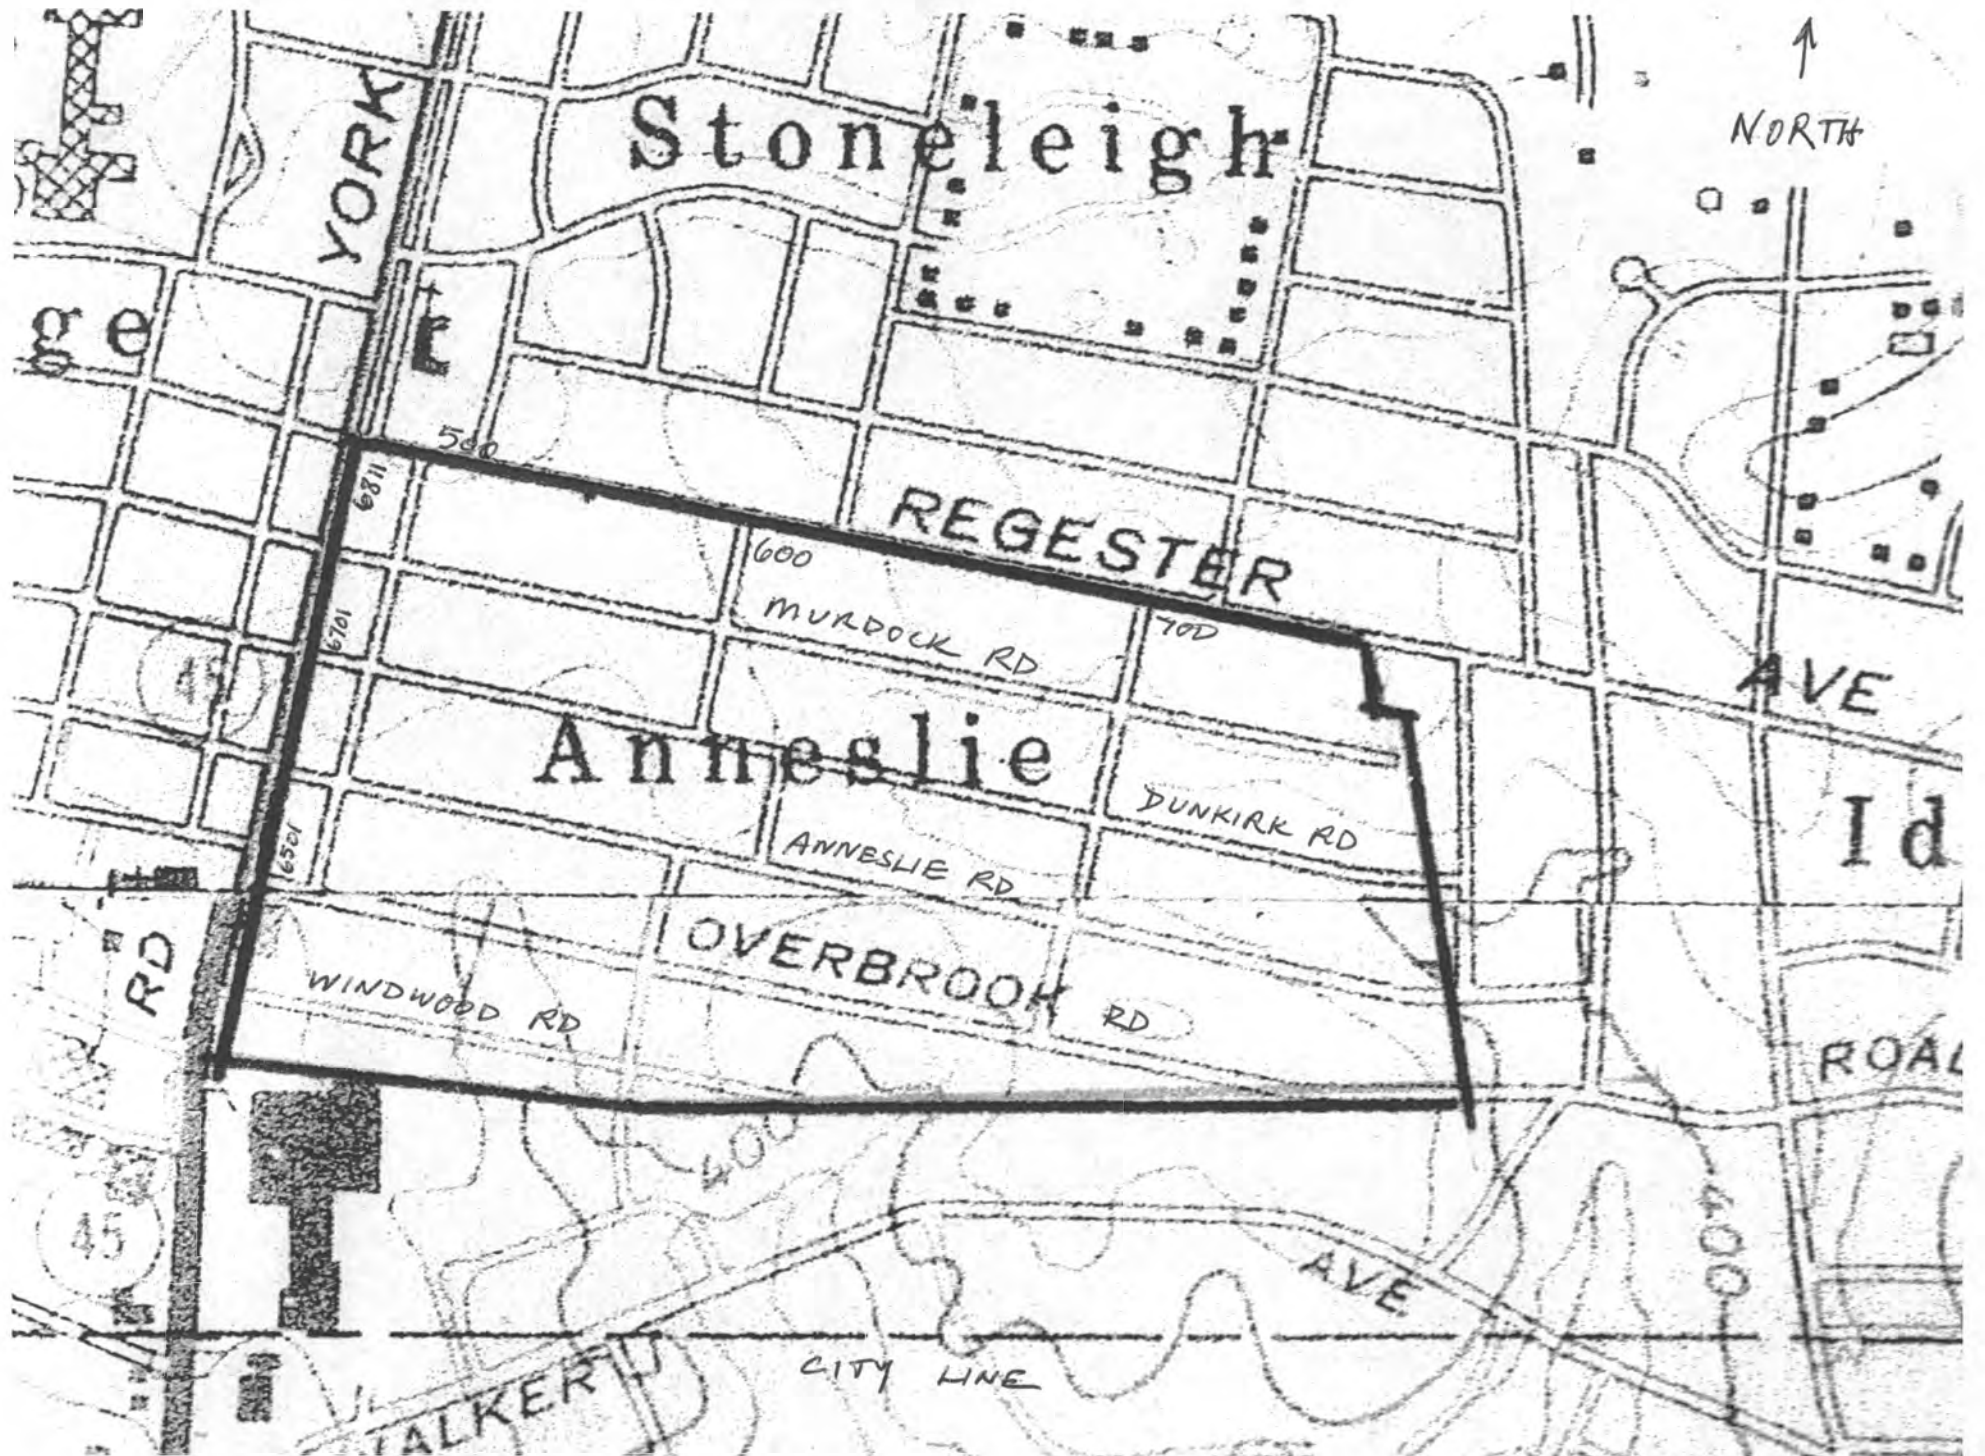 NORTH
YORK
Stoneleigh
ge
500
6811
REGESTER
600
MURDOCK RD
700
6701
AVE
45
Anneslie
DUNKIRK RD
Id
ANNESLIE RD
6501
OVERBROOK RD
RD
WINDWOOD RD
ROAD
400
400
45
AVE
CITY LINE
WALKER